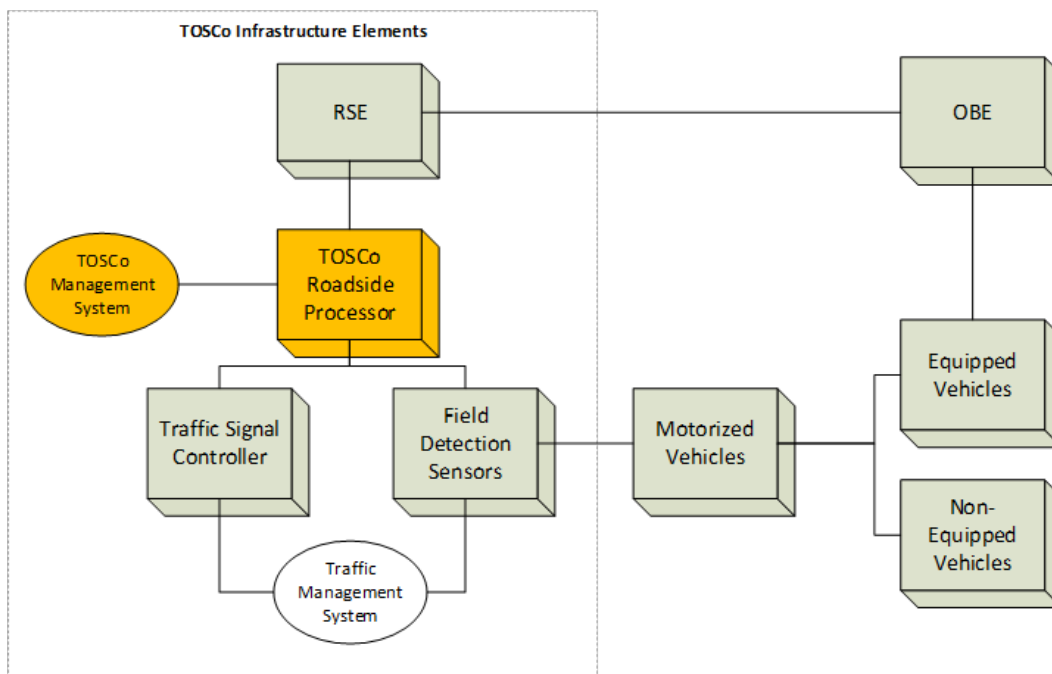 TOSCo Infrastructure Elements
RSE
OBE
TOSCo
Management
System
TOSCo
Roadside
Processor
Traffic Signal
Controller
Field
Detection
Sensors
Motorized
Vehicles
Equipped
Vehicles
Non-
Equipped
Vehicles
Traffic
Management
System